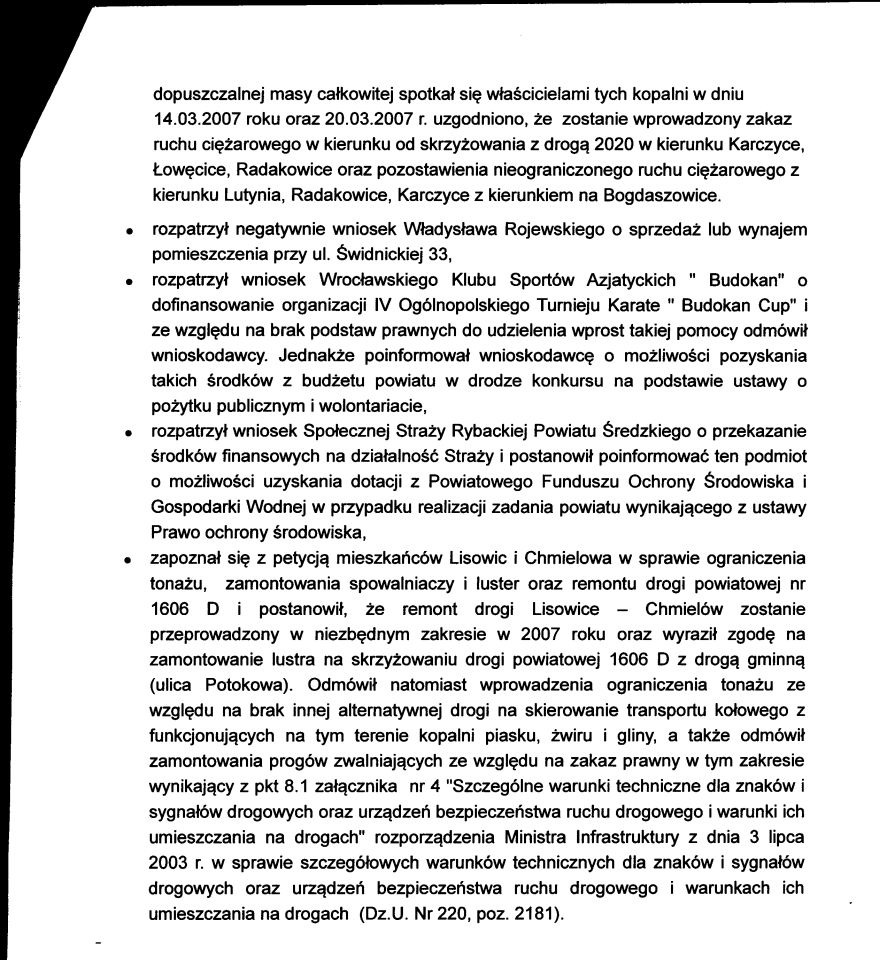 dopuszczalnej masy całkowitej spotkał się właścicielami tych kopalni w dniu
14.03.2007 roku oraz 20.03.2007 r. uzgodniono, że zostanie wprowadzony zakaz
ruchu ciężarowego w kierunku od skrzyżowania z drogą 2020 w kierunku Karczyce,
Łowęcice, Radakowice oraz pozostawienia nieograniczonego ruchu ciężarowego z
kierunku Lutynia, Radakowice, Karczyce z kierunkiem na Bogdaszowice.
• rozpatrzył negatywnie wniosek Władysława Rojewskiego o sprzedaż lub wynajem
pomieszczenia przy ul. Świdnickiej 33,
• rozpatrzył wniosek Wrocławskiego Klubu Sportów Azjatyckich " Budokan" o
dofinansowanie organizacji IV Ogólnopolskiego Turnieju Karate " Budokan Cup" i
ze względu na brak podstaw prawnych do udzielenia wprost takiej pomocy odmówił
wnioskodawcy. Jednakże poinformował wnioskodawcę o możliwości pozyskania
takich środków z budżetu powiatu w drodze konkursu na podstawie ustawy o
pożytku publicznym i wolontariacie,
• rozpatrzył wniosek Społecznej Straży Rybackiej Powiatu Średzkiego o przekazanie
środków finansowych na działalność Straży i postanowił poinformować ten podmiot
o możliwości uzyskania dotacji z Powiatowego Funduszu Ochrony Środowiska i
Gospodarki Wodnej w przypadku realizacji zadania powiatu wynikającego z ustawy
Prawo ochrony środowiska,
• zapoznał się z petycją mieszkańców Lisowic i Chmielowa w sprawie ograniczenia
tonażu, zamontowania spowalniaczy i luster oraz remontu drogi powiatowej nr
1606 D i postanowił, że remont drogi Lisowice – Chmielów zostanie
przeprowadzony w niezbędnym zakresie w 2007 roku oraz wyraził zgodę na
zamontowanie lustra na skrzyżowaniu drogi powiatowej 1606 D z drogą gminną
(ulica Potokowa). Odmówił natomiast wprowadzenia ograniczenia tonażu ze
względu na brak innej alternatywnej drogi na skierowanie transportu kołowego z
funkcjonujących na tym terenie kopalni piasku, żwiru i gliny, a także odmówił
zamontowania progów zwalniających ze względu na zakaz prawny w tym zakresie
wynikający z pkt 8.1 załącznika nr 4 "Szczególne warunki techniczne dla znaków i
sygnałów drogowych oraz urządzeń bezpieczeństwa ruchu drogowego i warunki ich
umieszczania na drogach" rozporządzenia Ministra Infrastruktury z dnia 3 lipca
2003 r. w sprawie szczegółowych warunków technicznych dla znaków i sygnałów
drogowych oraz urządzeń bezpieczeństwa ruchu drogowego i warunkach ich
umieszczania na drogach (Dz.U. Nr 220, poz. 2181).